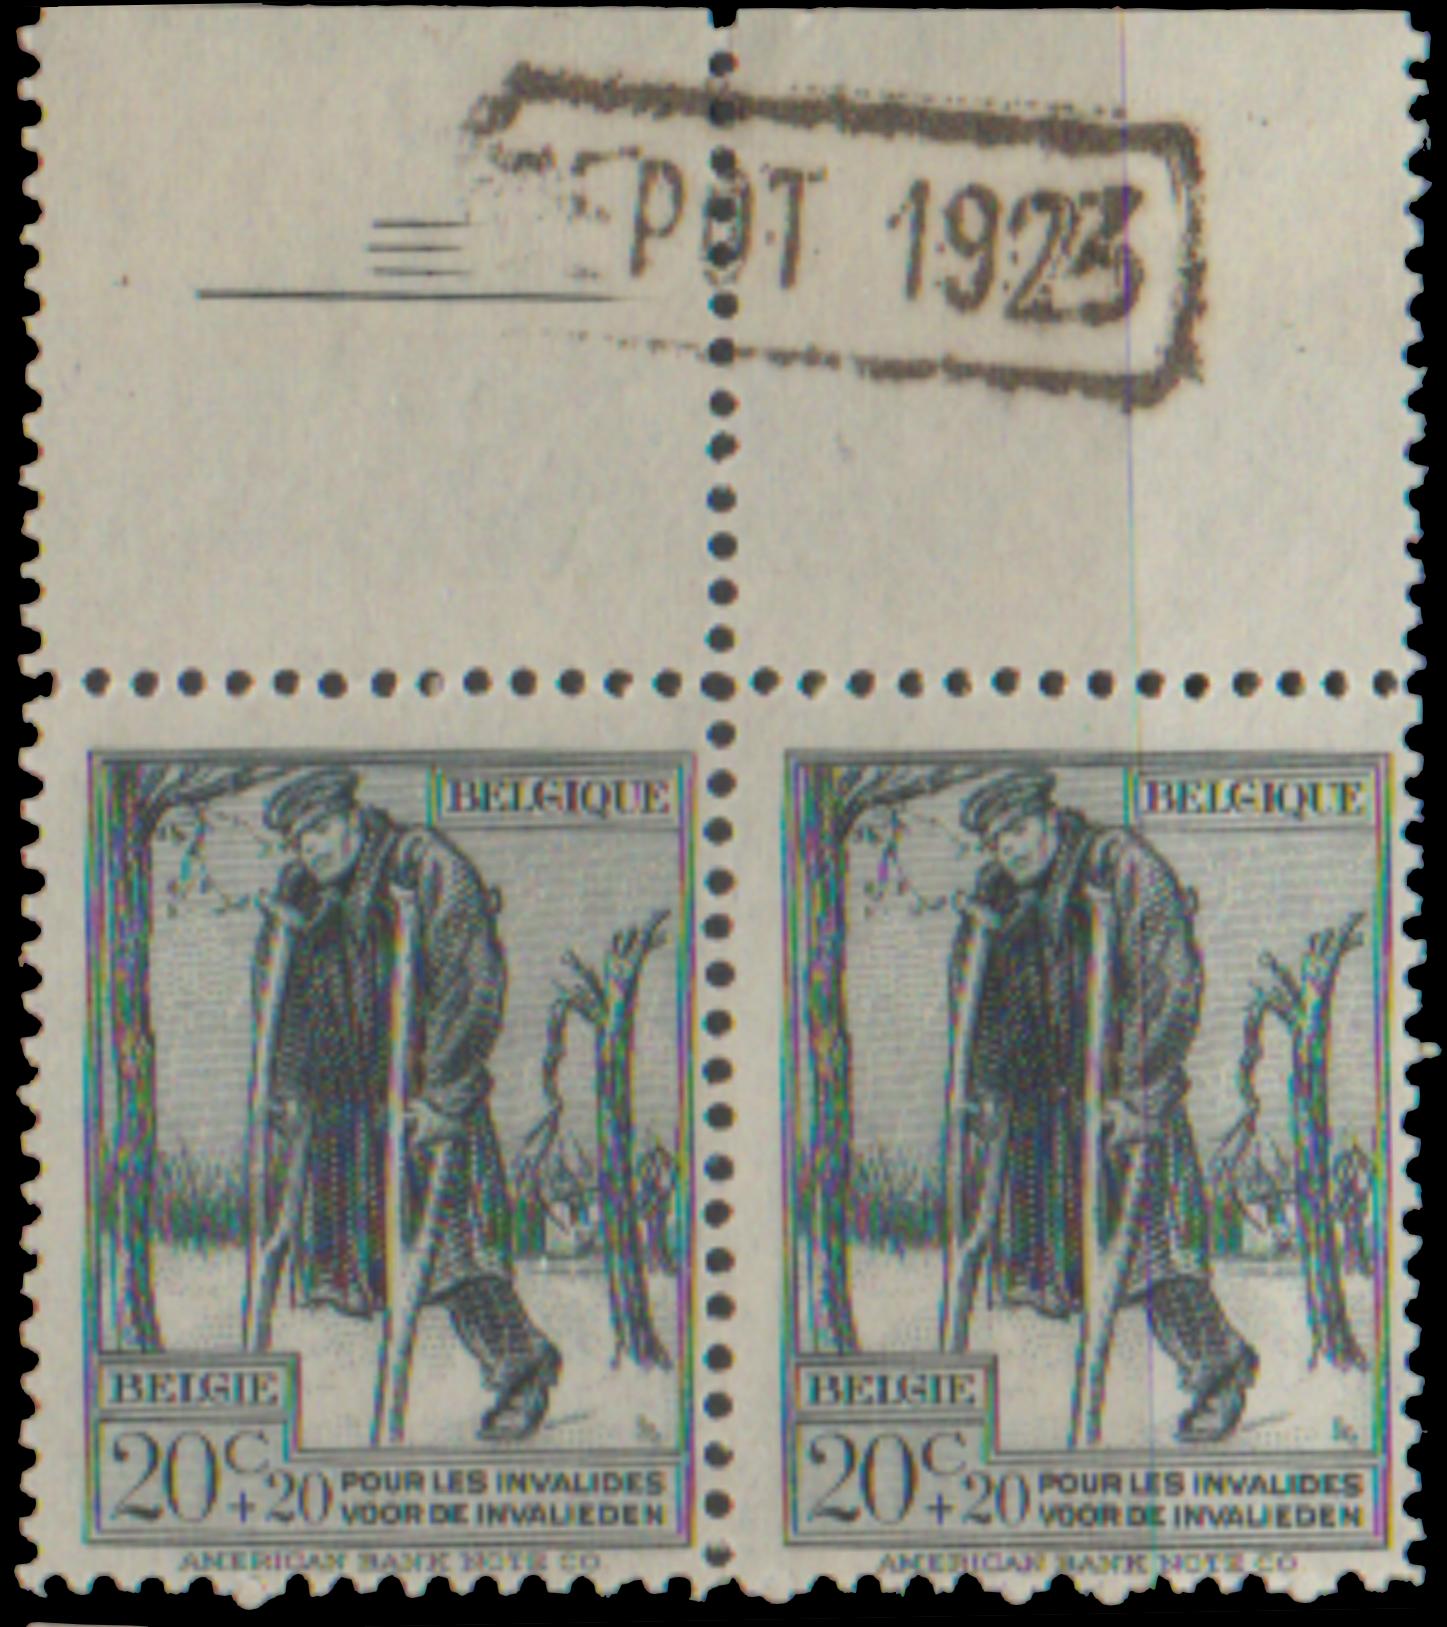 POT 1923
BELGIQUE
BELGIE
20C + 20
POUR LES INVALIDES
VOOR DE INVALIEDEN
AMERICAN BANK NOTE CO.
BELGIQUE
BELGIE
20C + 20
POUR LES INVALIDES
VOOR DE INVALIEDEN
AMERICAN BANK NOTE CO.